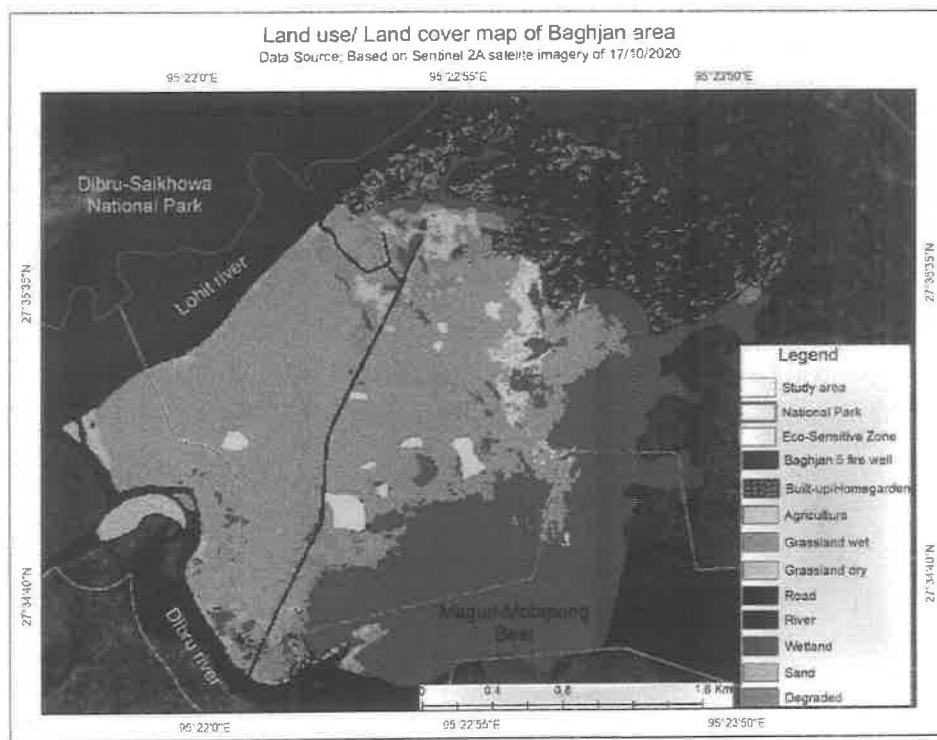 Land use/ Land cover map of Baghjan area
Data Source: Based on Sentinel 2A satelite imagery of 17/10/2020
95°22'0"E 95°22'55"E 95°23'50"E
Dibru-Saikhowa
National Park
Lohit river
27°35'35"N 27°35'35"N
Legend
Study area
National Park
Eco-Sensitive Zone
Baghjan 5 fire well
Built-up/Homegarden
Agriculture
Grassland wet
Grassland dry
Road
River
Wetland
Sand
Degraded
27°34'40"N 27°34'40"N
Dibru river
Maguri-Motapong
Beel
0 0.4 0.8 1.6 Km
95°22'0"E 95°22'55"E 95°23'50"E